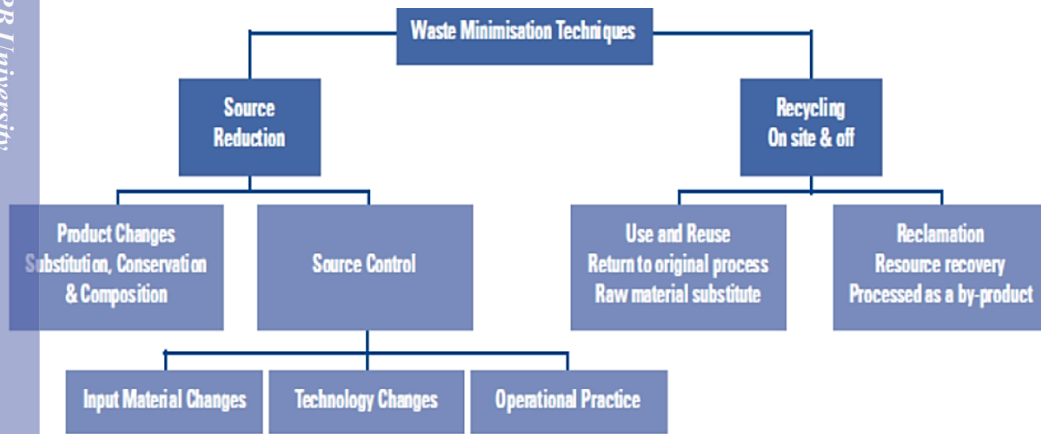 Waste Minimisation Techniques
Source
Reduction
Recycling
On site & off
Product Changes
Substitution, Conservation
& Composition
Source Control
Use and Reuse
Return to original process
Raw material substitute
Reclamation
Resource recovery
Processed as a by-product
Input Material Changes
Technology Changes
Operational Practice
University